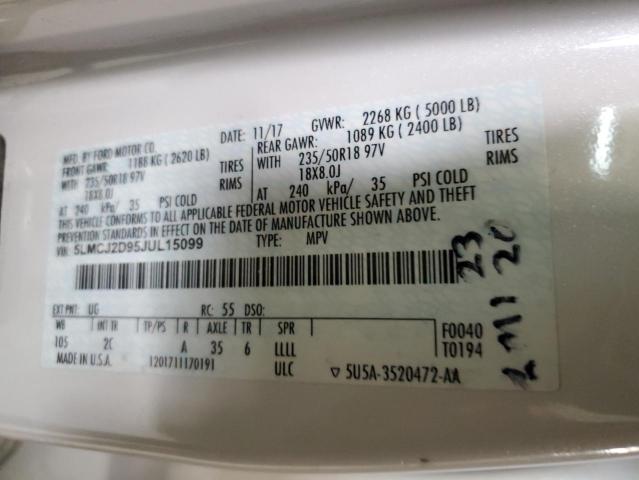 MFD. BY FORD MOTOR CO. DATE: 11/17 GVWR: 2268 KG ( 5000 LB)
FRONT GAWR: 1188 KG ( 2620 LB) REAR GAWR: 1089 KG ( 2400 LB)
WITH 235/50R18 97V TIRES WITH 235/50R18 97V TIRES
18X8.0J RIMS 18X8.0J RIMS
AT 240 kPa/ 35 PSI COLD AT 240 kPa/ 35 PSI COLD
THIS VEHICLE CONFORMS TO ALL APPLICABLE FEDERAL MOTOR VEHICLE SAFETY AND THEFT
PREVENTION STANDARDS IN EFFECT ON THE DATE OF MANUFACTURE SHOWN ABOVE.
VIN: 5LMCJ2D95JUL15099 TYPE: MPV
EXT PNT: UG RC: 55 DSO:
WB INT TR TP/PS R AXLE TR SPR F0040
105 2C A 35 6 LLLL T0194
MADE IN U.S.A. 1201711170191 ULC ▽ 5U5A-3520472-AA
23
20